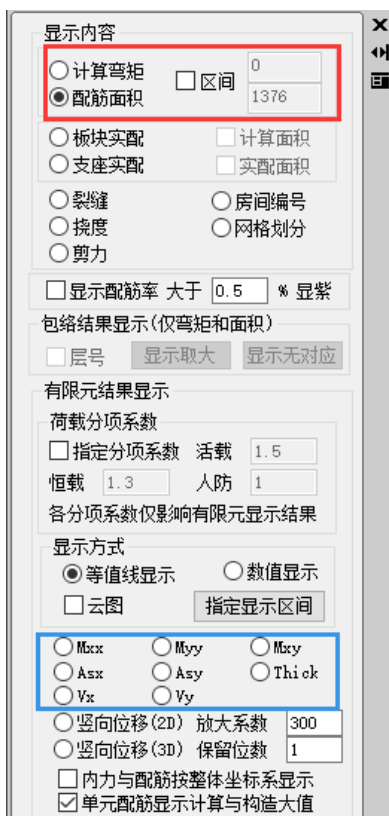 显示内容
计算弯矩 区间 0
配筋面积 1376
板块实配 计算面积
支座实配 实配面积
裂缝 房间编号
挠度 网格划分
剪力
显示配筋率 大于 0.5 % 显紫
包络结果显示(仅弯矩和面积)
层号 显示取大 显示无对应
有限元结果显示
荷载分项系数
指定分项系数 活载 1.5
恒载 1.3 人防 1
各分项系数仅影响有限元显示结果
显示方式
等值线显示 数值显示
云图 指定显示区间
Mxx Myy Mxy
Asx Asy Thick
Vx Vy
竖向位移(2D) 放大系数 300
竖向位移(3D) 保留位数 1
内力与配筋按整体坐标系显示
单元配筋显示计算与构造大值